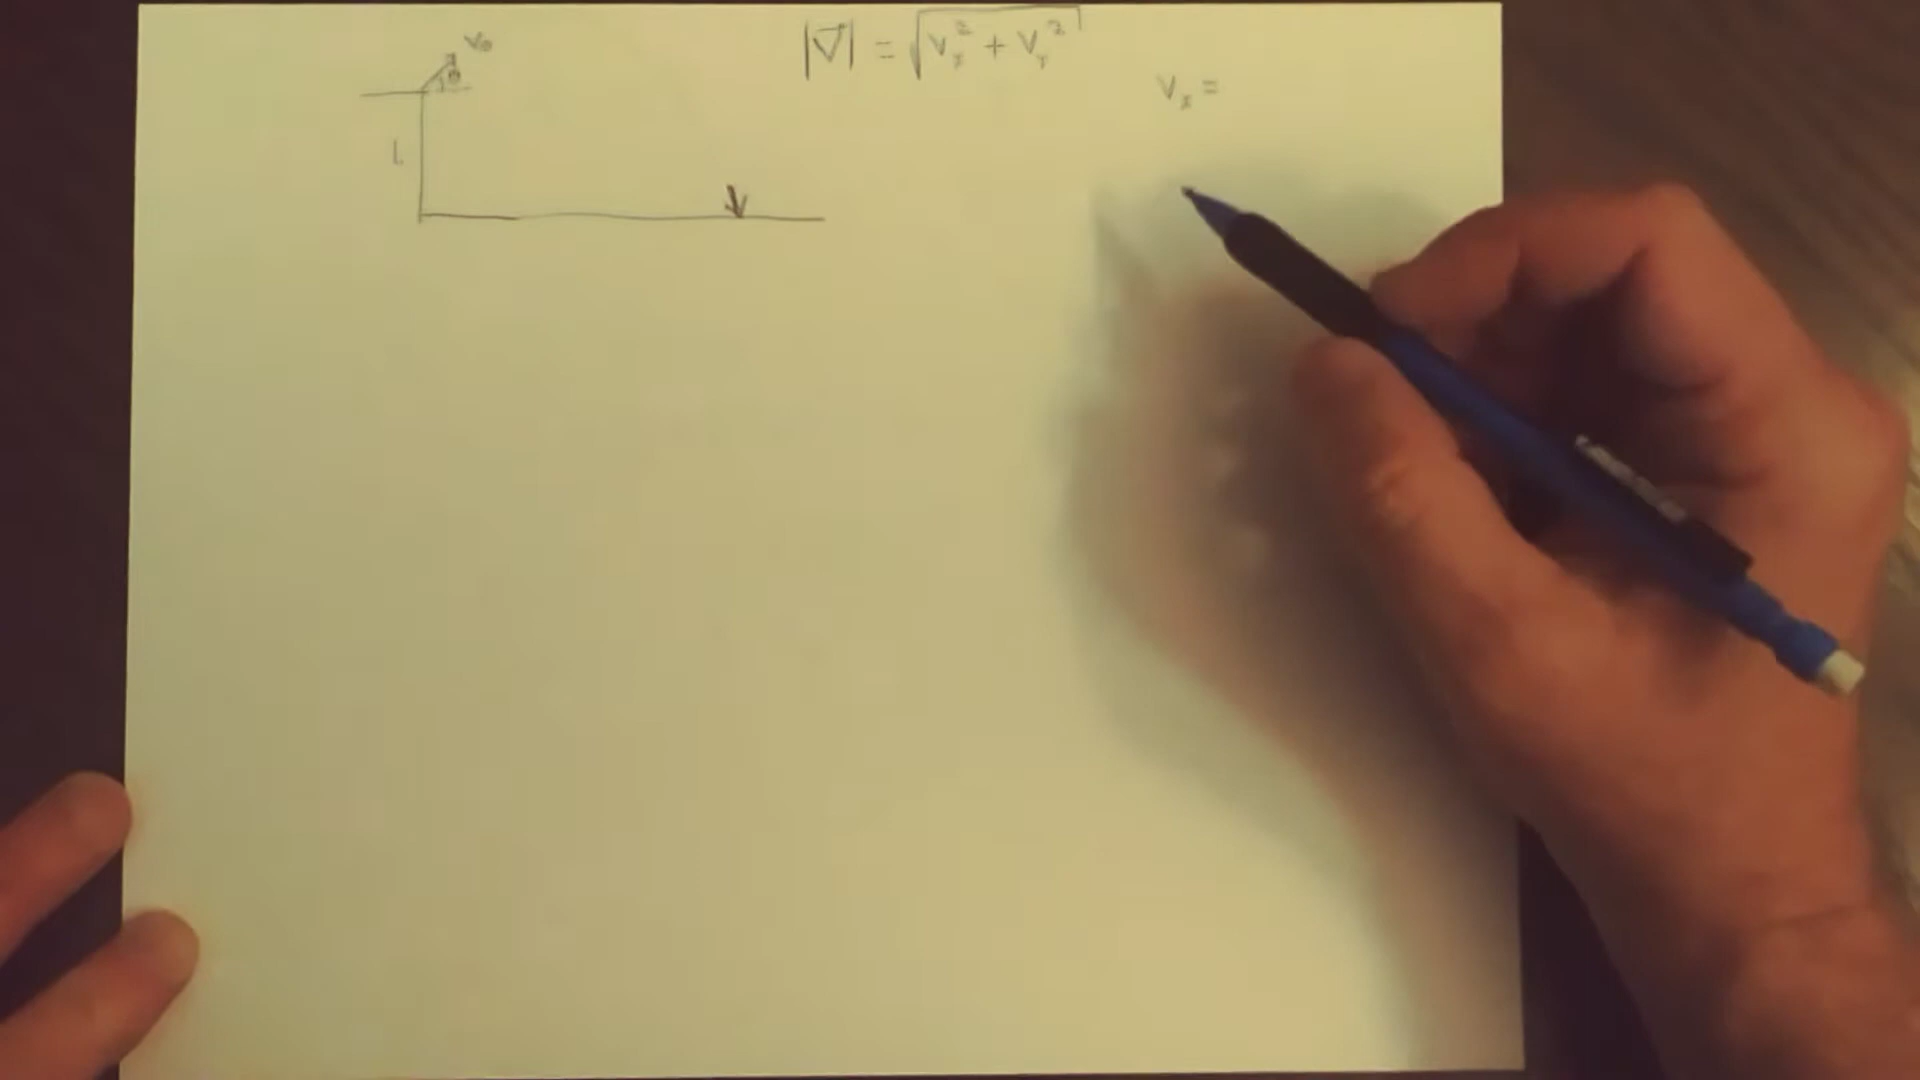 v₀
θ
L
|V⃗| = √(Vₓ² + Vᵧ²)
Vₓ =